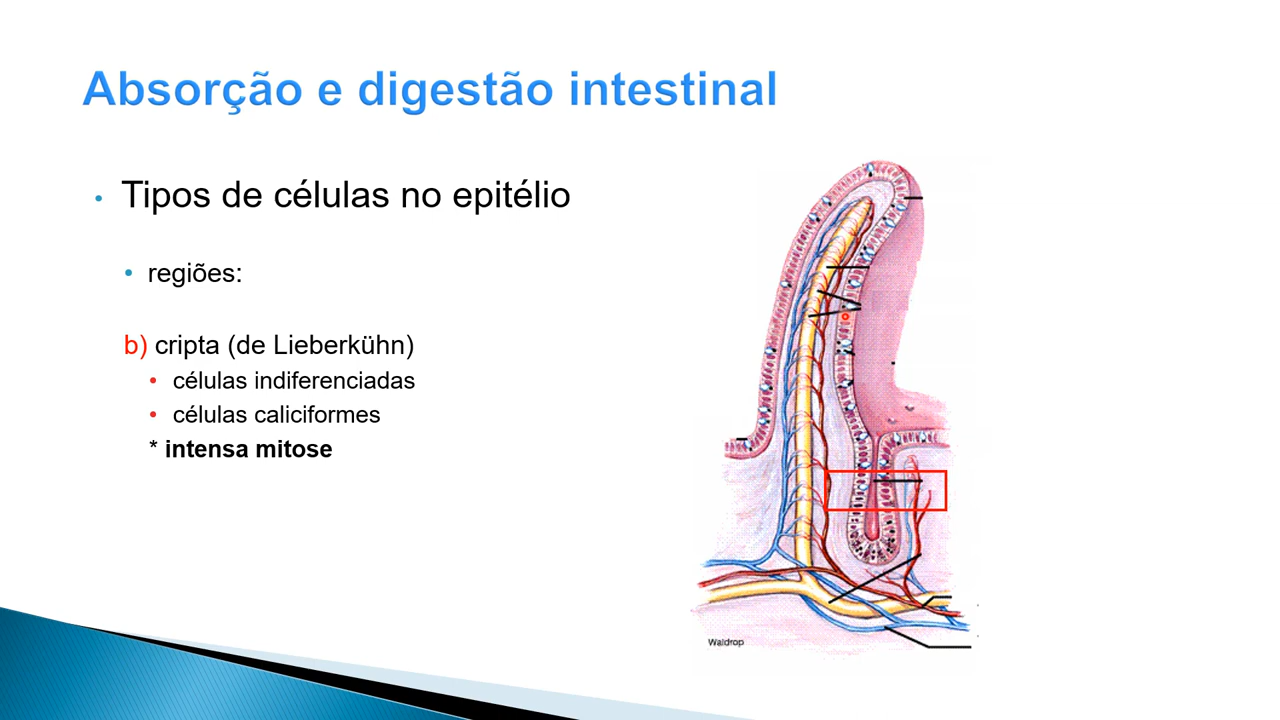 Absorção e digestão intestinal
• Tipos de células no epitélio
• regiões:
b) cripta (de Lieberkühn)
• células indiferenciadas
• células caliciformes
* intensa mitose
Waldrop